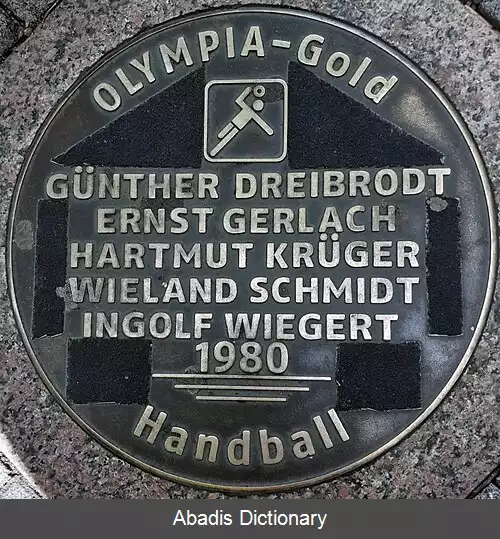 OLYMPIA-Gold
GÜNTHER DREIBRODT
ERNST GERLACH
HARTMUT KRÜGER
WIELAND SCHMIDT
INGOLF WIEGERT
1980
Handball
Abadis Dictionary